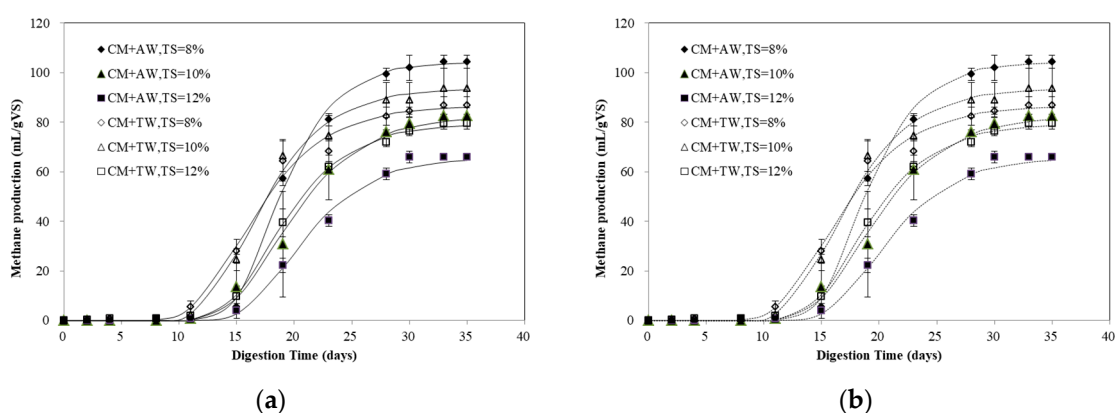 120
100
80
60
40
20
0
Methane production (mL/gVS)
CM+AW,TS=8%
CM+AW,TS=10%
CM+AW,TS=12%
CM+TW,TS=8%
CM+TW,TS=10%
CM+TW,TS=12%
0 5 10 15 20 25 30 35 40
Digestion Time (days)
(a)
120
100
80
60
40
20
0
Methane production (mL/gVS)
CM+AW,TS=8%
CM+AW,TS=10%
CM+AW,TS=12%
CM+TW,TS=8%
CM+TW,TS=10%
CM+TW,TS=12%
0 5 10 15 20 25 30 35 40
Digestion Time (days)
(b)